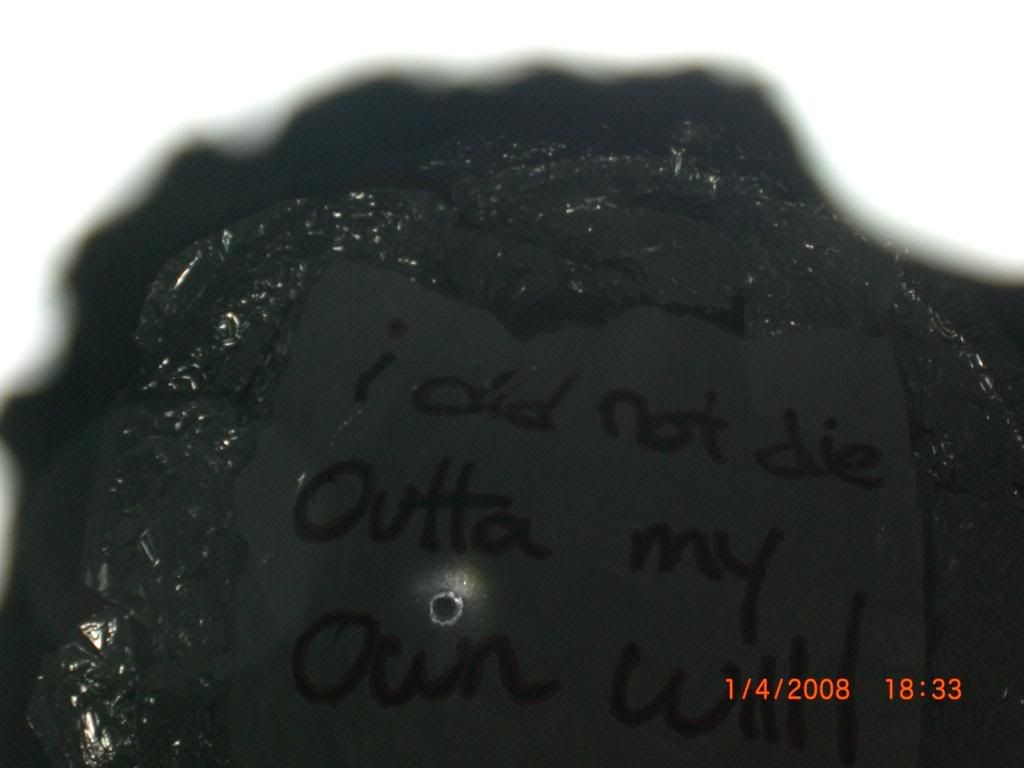 i did not die
Outta my
Own will!
1/4/2008 18:33